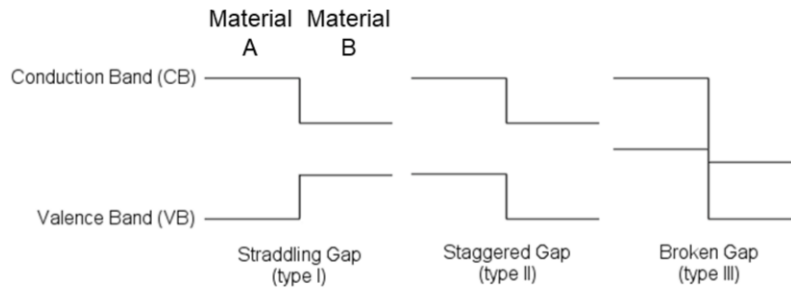 Material
A
Material
B
Conduction Band (CB)
Valence Band (VB)
Straddling Gap
(type I)
Staggered Gap
(type II)
Broken Gap
(type III)